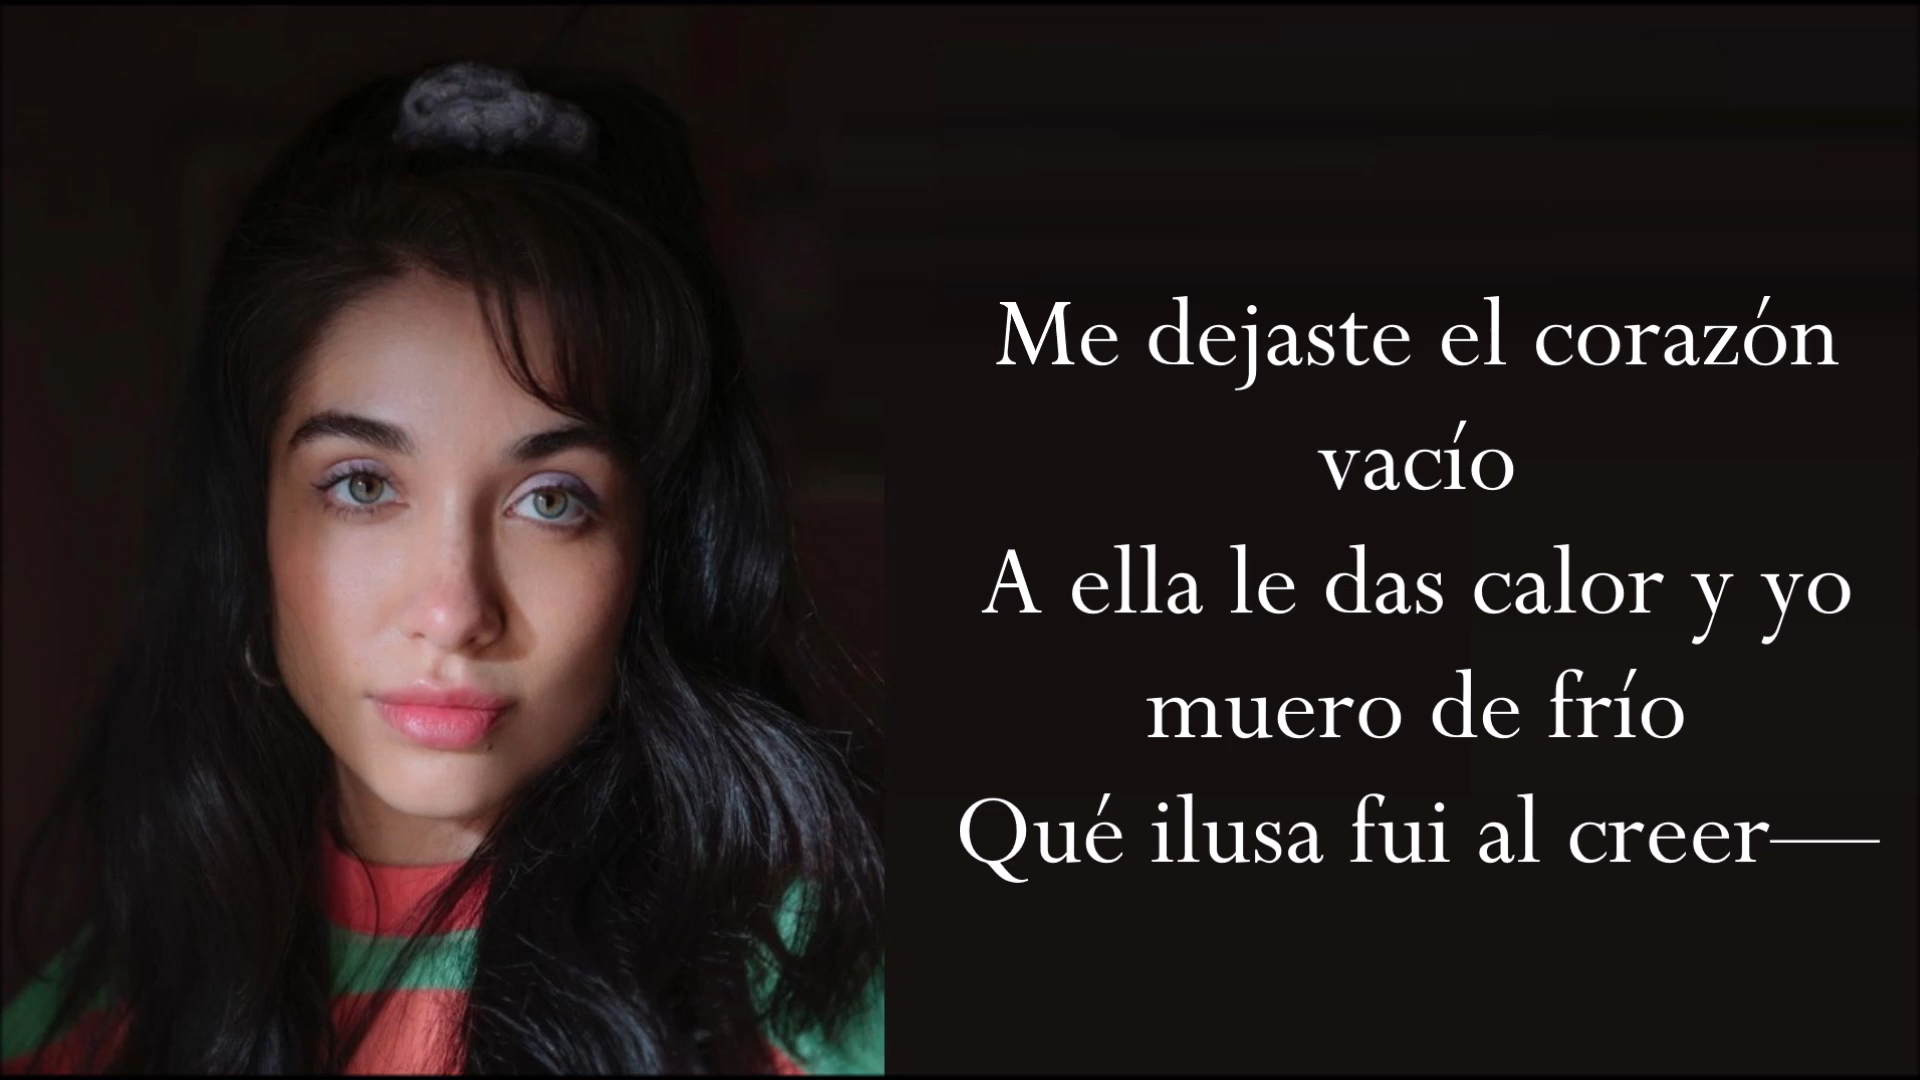 Me dejaste el corazón
vacío
A ella le das calor y yo
muero de frío
Qué ilusa fui al creer—